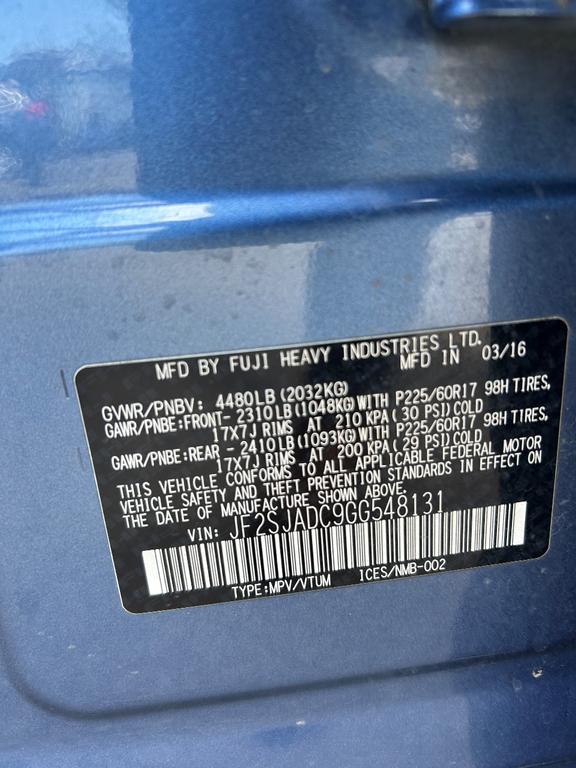 MFD BY FUJI HEAVY INDUSTRIES LTD.
MFD IN 03/16
GVWR/PNBV: 4480LB(2032KG)
GAWR/PNBE:FRONT-2310LB(1048KG)WITH P225/60R17 98H TIRES,
17X7J RIMS AT 210 KPA(30 PSI)COLD
GAWR/PNBE:REAR -2410LB(1093KG)WITH P225/60R17 98H TIRES,
17X7J RIMS AT 200 KPA(29 PSI)COLD
THIS VEHICLE CONFORMS TO ALL APPLICABLE FEDERAL MOTOR
VEHICLE SAFETY AND THEFT PREVENTION STANDARDS IN EFFECT ON
THE DATE OF MANUFACTURE SHOWN ABOVE.
VIN: JF2SJADC9GG548131
TYPE:MPV/VTUM ICES/NMB-002